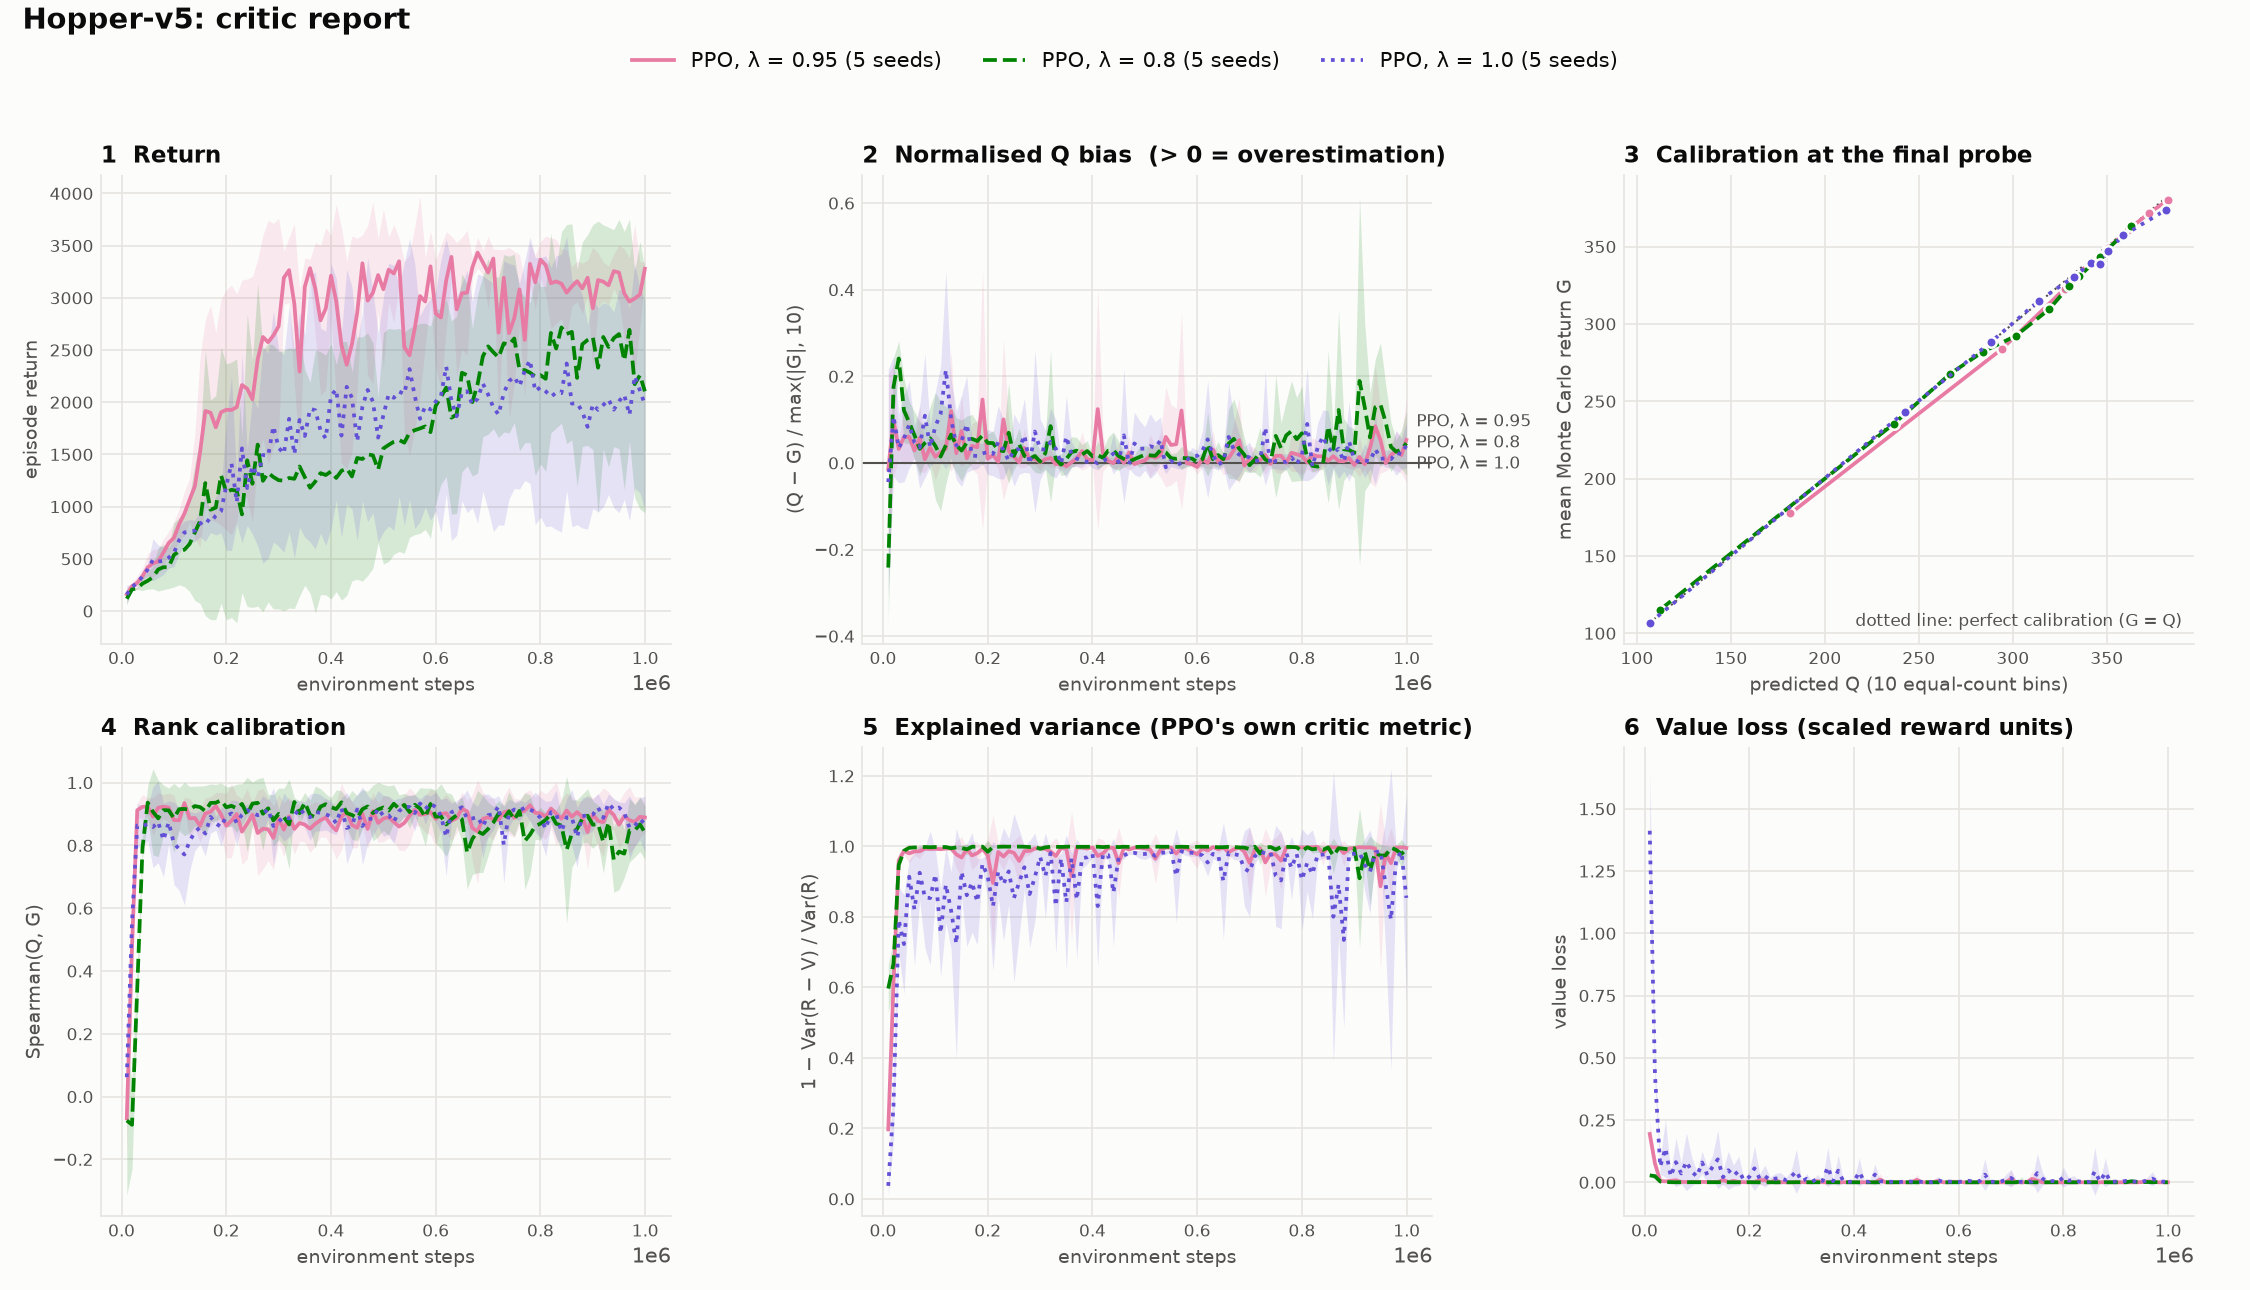 Hopper-v5: critic report
PPO, λ = 0.95 (5 seeds)
PPO, λ = 0.8 (5 seeds)
PPO, λ = 1.0 (5 seeds)
1 Return
episode return
4000
3500
3000
2500
2000
1500
1000
500
0
0.0 0.2 0.4 0.6 0.8 1.0
environment steps 1e6
2 Normalised Q bias (> 0 = overestimation)
(Q − G) / max(|G|, 10)
0.6
0.4
0.2
0.0
−0.2
−0.4
PPO, λ = 0.95
PPO, λ = 0.8
PPO, λ = 1.0
0.0 0.2 0.4 0.6 0.8 1.0
environment steps 1e6
3 Calibration at the final probe
mean Monte Carlo return G
350
300
250
200
150
100
dotted line: perfect calibration (G = Q)
100 150 200 250 300 350
predicted Q (10 equal-count bins)
4 Rank calibration
Spearman(Q, G)
1.0
0.8
0.6
0.4
0.2
0.0
−0.2
0.0 0.2 0.4 0.6 0.8 1.0
environment steps 1e6
5 Explained variance (PPO's own critic metric)
1 − Var(R − V) / Var(R)
1.2
1.0
0.8
0.6
0.4
0.2
0.0
0.0 0.2 0.4 0.6 0.8 1.0
environment steps 1e6
6 Value loss (scaled reward units)
value loss
1.50
1.25
1.00
0.75
0.50
0.25
0.00
0.0 0.2 0.4 0.6 0.8 1.0
environment steps 1e6